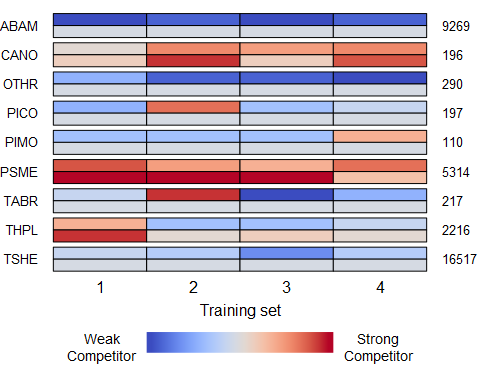 ABAM 9269
CANO 196
OTHR 290
PICO 197
PIMO 110
PSME 5314
TABR 217
THPL 2216
TSHE 16517
1 2 3 4
Training set
Weak Strong
Competitor Competitor